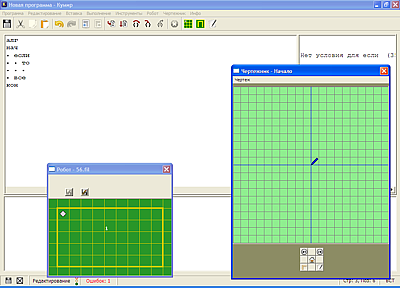 Новая программа - Кумир
Программа Редактирование Вставка Выполнение Инструменты Робот Чертежник Инфо
алг
нач
• если
• • то
• • •
• все
кон
Нет условия для если (3
Чертежник - Начало
Чертеж
Робот - 54.fil
1
Редактирование
Ошибок: 1
Стр: 3, Поз: 6
ВСТ